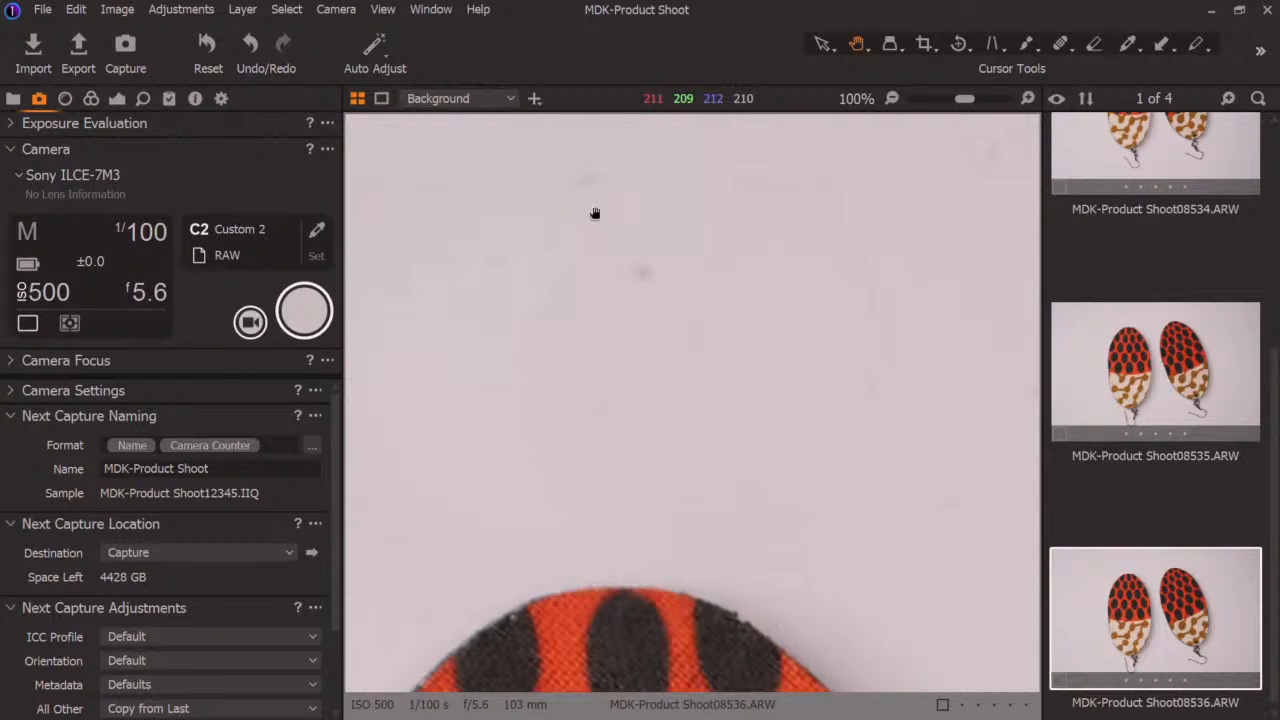 File Edit Image Adjustments Layer Select Camera View Window Help MDK-Product Shoot
Import Export Capture Reset Undo/Redo Auto Adjust Cursor Tools
Background 211 209 212 210 100% 1 of 4
Exposure Evaluation ? ...
Camera ? ...
Sony ILCE-7M3
No Lens Information
M 1/100 C2 Custom 2
±0.0 RAW Set
ISO 500 f 5.6
Camera Focus ? ...
Camera Settings ? ...
Next Capture Naming ? ...
Format Name Camera Counter ...
Name MDK-Product Shoot
Sample MDK-Product Shoot12345.IIQ
Next Capture Location ? ...
Destination Capture
Space Left 4428 GB
Next Capture Adjustments ? ...
ICC Profile Default
Orientation Default
Metadata Defaults
All Other Copy from Last
ISO 500 1/100 s f/5.6 103 mm MDK-Product Shoot08536.ARW
MDK-Product Shoot08534.ARW
MDK-Product Shoot08535.ARW
MDK-Product Shoot08536.ARW